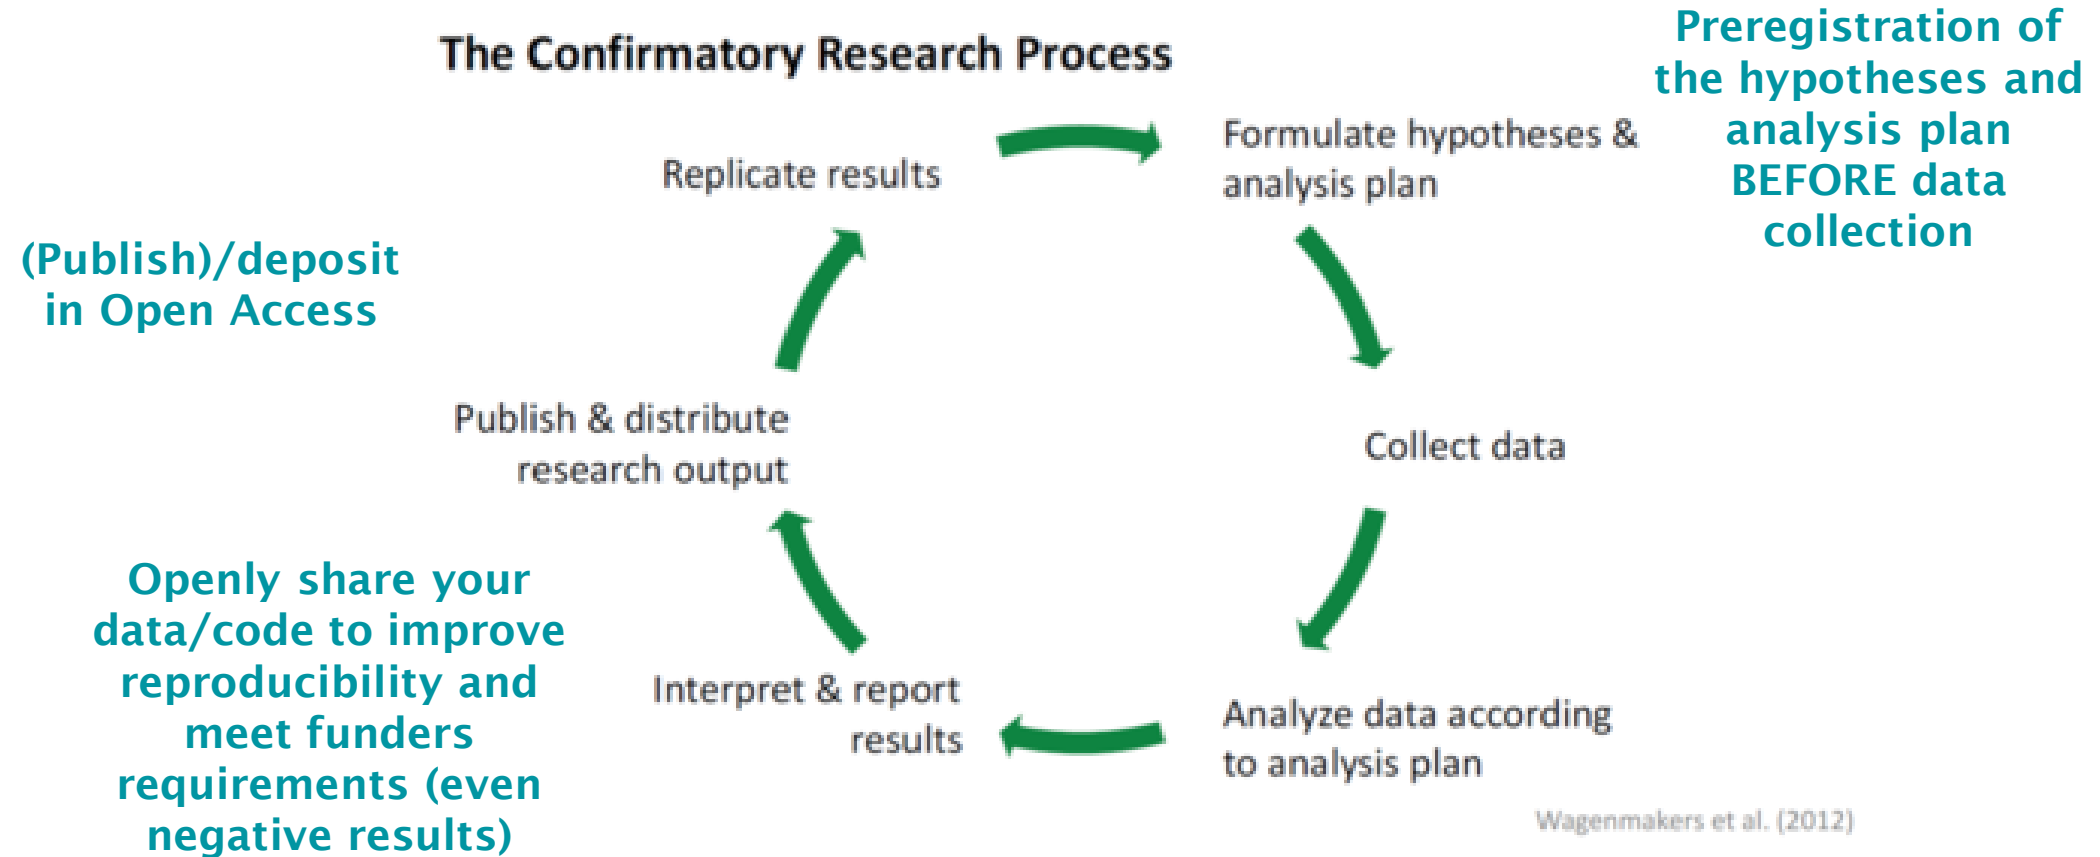 The Confirmatory Research Process
Preregistration of
the hypotheses and
analysis plan
BEFORE data
collection
Formulate hypotheses &
analysis plan
Replicate results
(Publish)/deposit
in Open Access
Publish & distribute
research output
Collect data
Openly share your
data/code to improve
reproducibility and
meet funders
requirements (even
negative results)
Interpret & report
results
Analyze data according
to analysis plan
Wagenmakers et al. (2012)